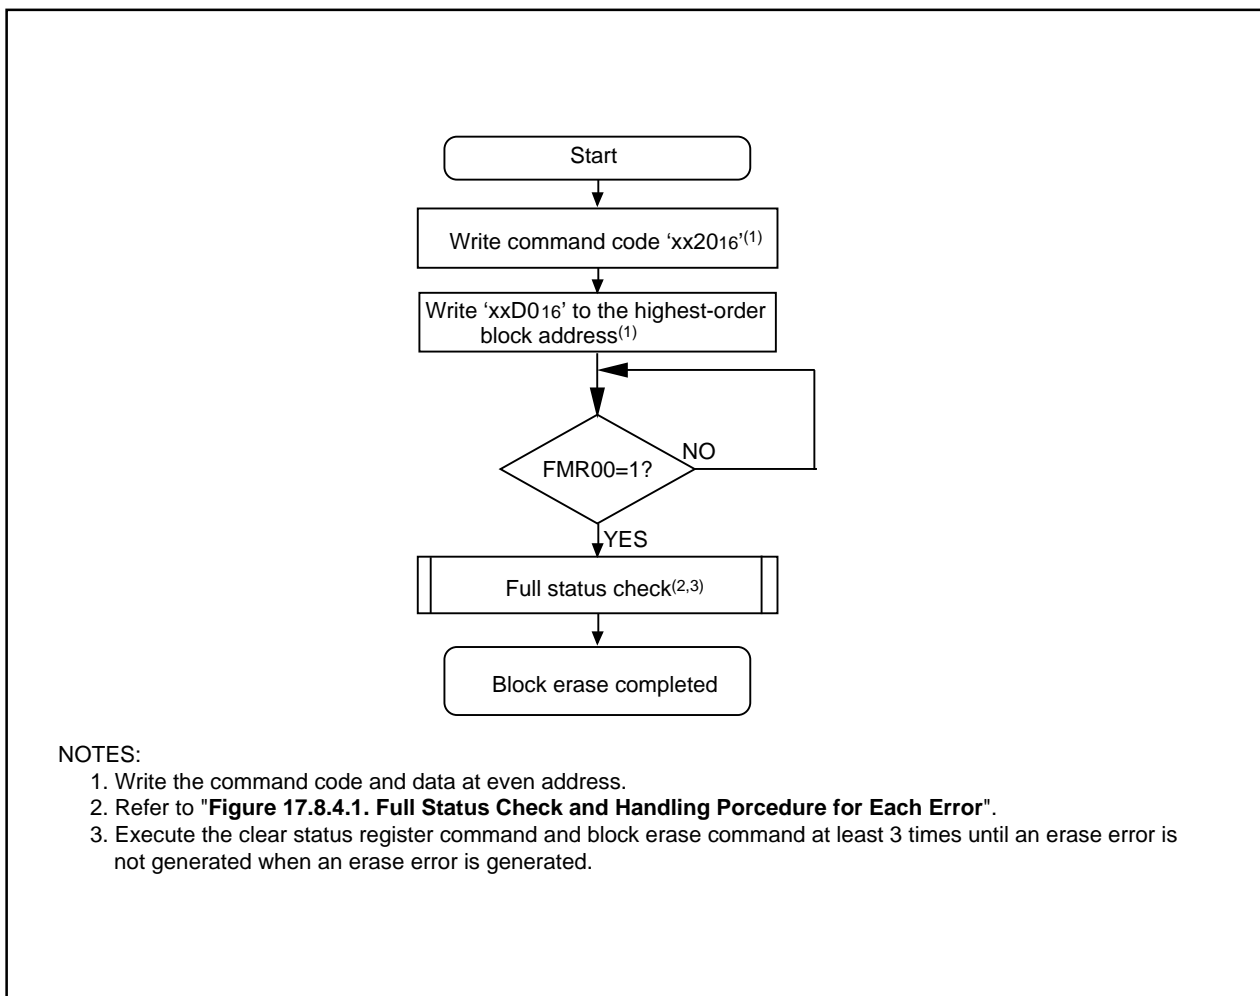 Start
Write command code ‘xx2016’(1)
Write ‘xxD016’ to the highest-order
block address(1)
NO
FMR00=1?
YES
Full status check(2,3)
Block erase completed
NOTES:
1. Write the command code and data at even address.
2. Refer to "Figure 17.8.4.1. Full Status Check and Handling Porcedure for Each Error".
3. Execute the clear status register command and block erase command at least 3 times until an erase error is
not generated when an erase error is generated.